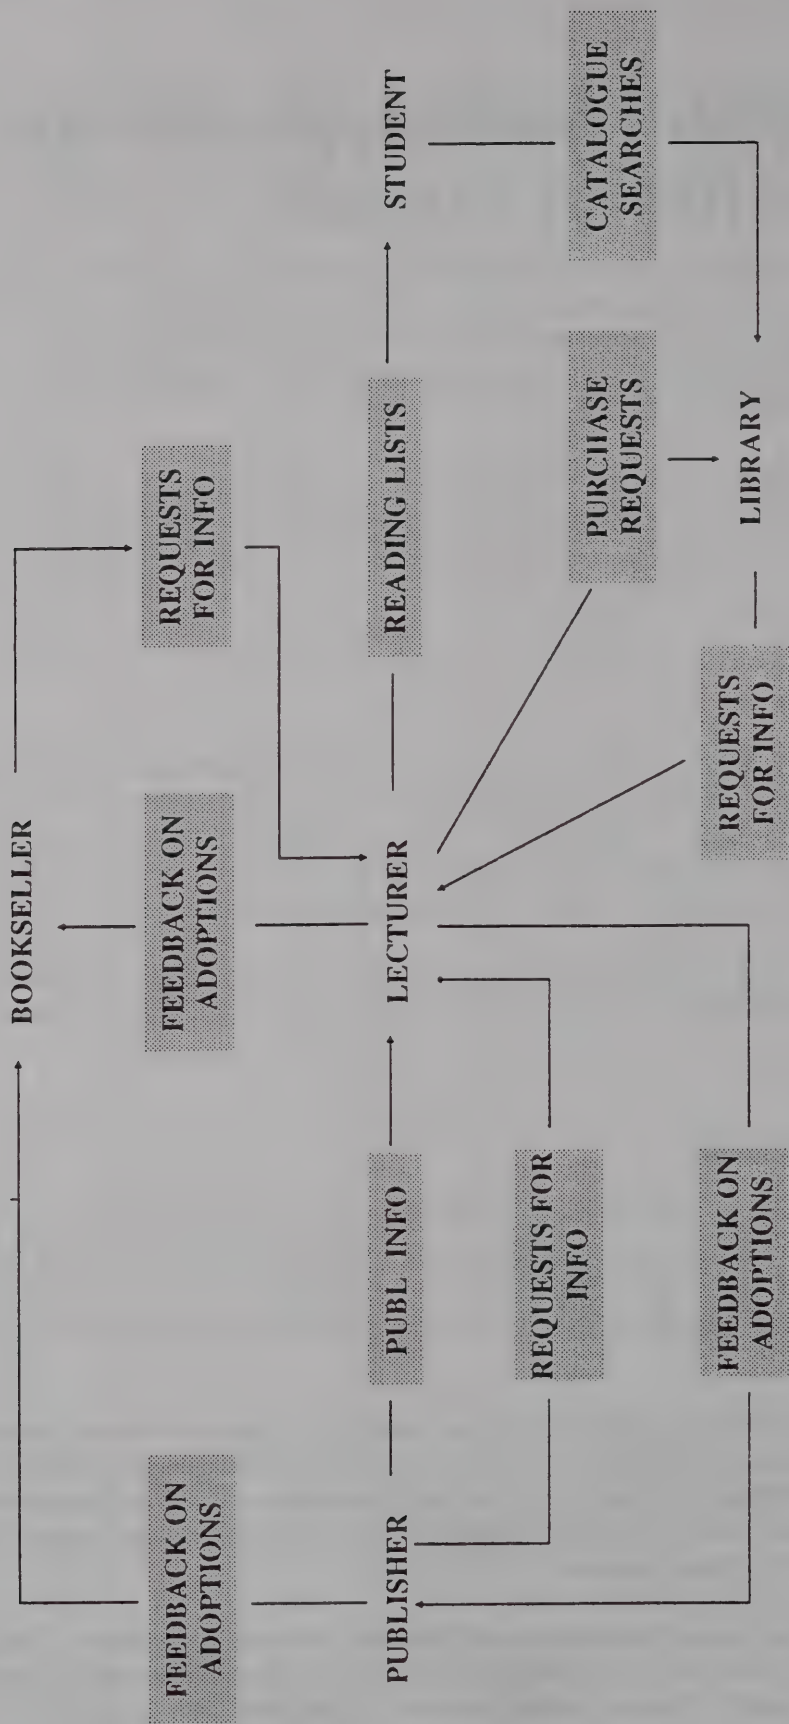 BOOKSELLER
FEEDBACK ON
ADOPTIONS
FEEDBACK ON
ADOPTIONS
REQUESTS
FOR INFO
PUBLISHER
PUBL INFO
LECTURER
READING LISTS
STUDENT
REQUESTS FOR
INFO
PURCHASE
REQUESTS
CATALOGUE
SEARCHES
FEEDBACK ON
ADOPTIONS
REQUESTS
FOR INFO
LIBRARY